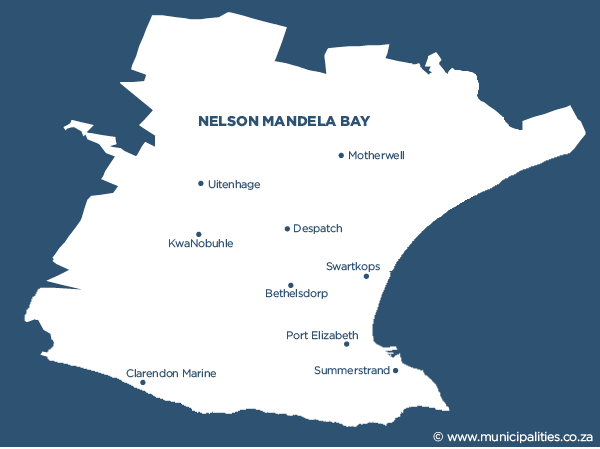 NELSON MANDELA BAY
Motherwell
Uitenhage
Despatch
KwaNobuhle
Swartkops
Bethelsdorp
Port Elizabeth
Summerstrand
Clarendon Marine
© www.municipalities.co.za